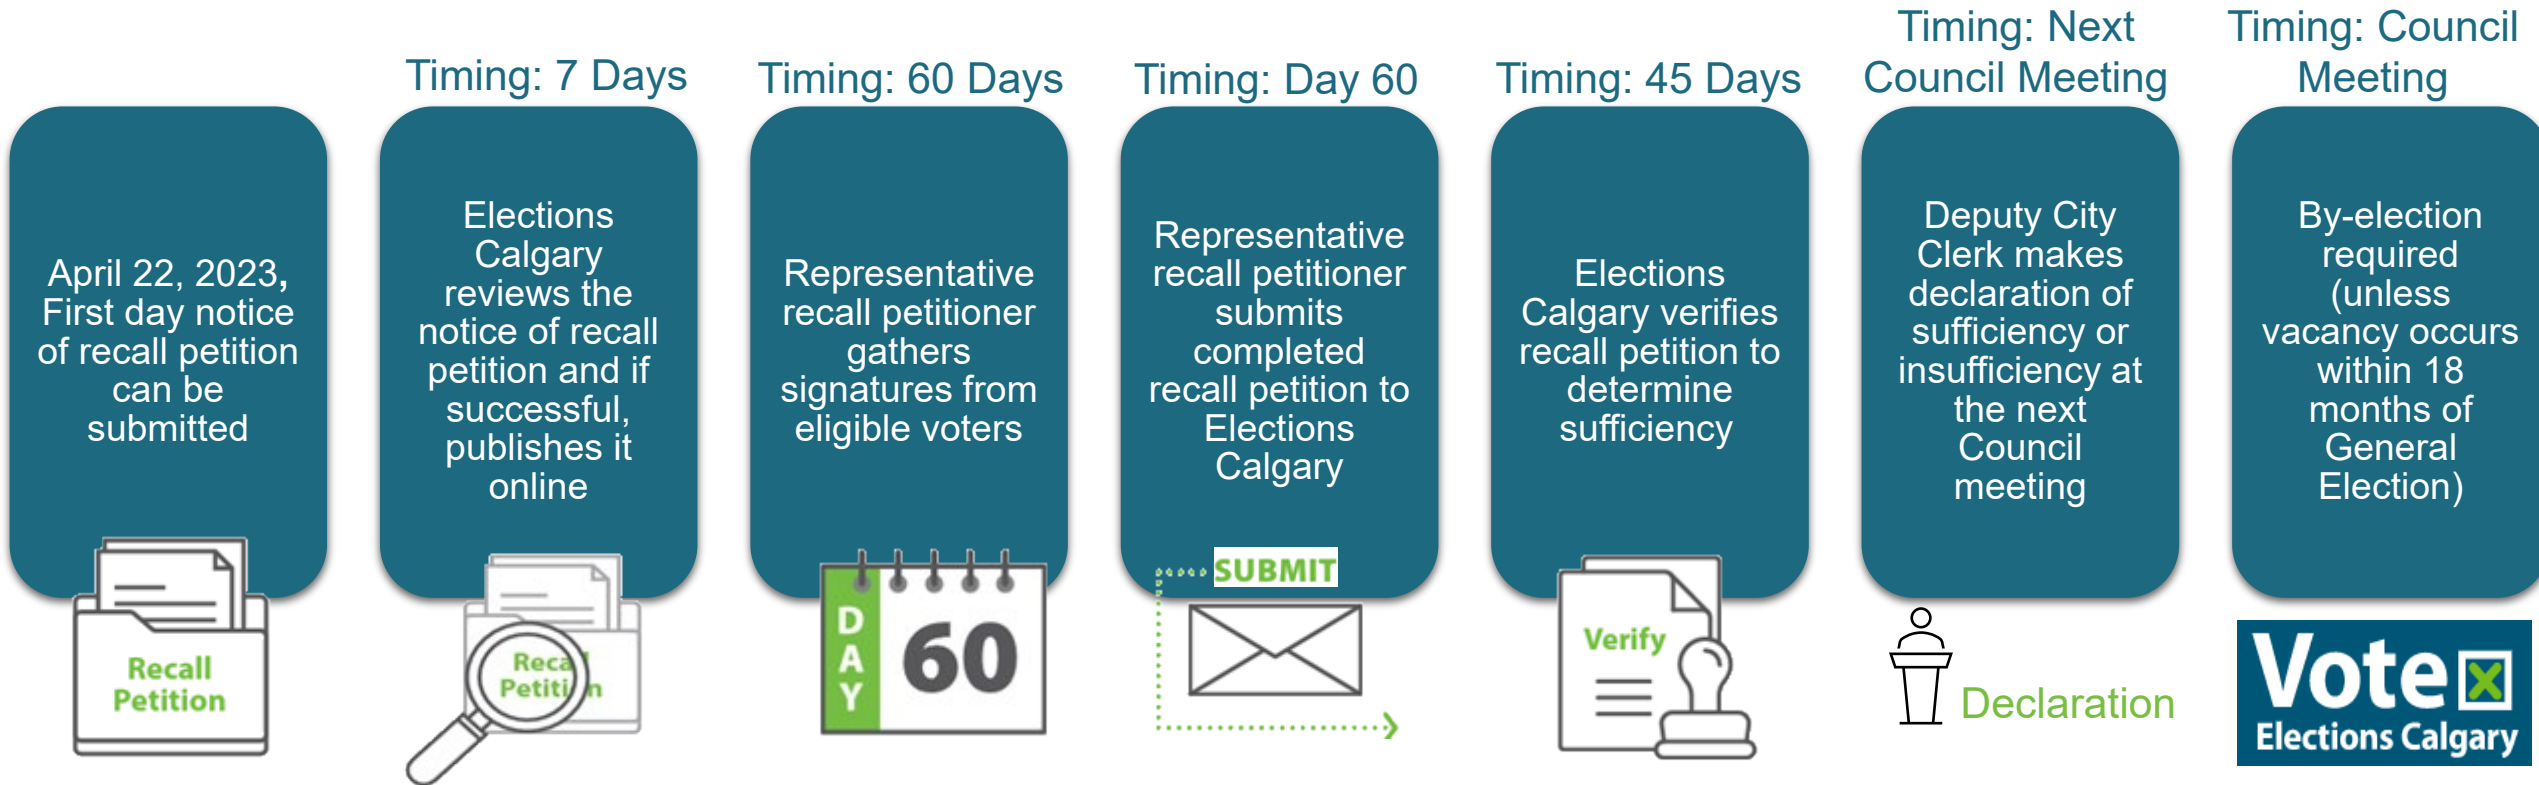 April 22, 2023,
First day notice
of recall petition
can be
submitted
Recall
Petition
Timing: 7 Days
Elections
Calgary
reviews the
notice of recall
petition and if
successful,
publishes it
online
Recall
Petition
Timing: 60 Days
Representative
recall petitioner
gathers
signatures from
eligible voters
DAY
60
Timing: Day 60
Representative
recall petitioner
submits
completed
recall petition to
Elections
Calgary
SUBMIT
Timing: 45 Days
Elections
Calgary verifies
recall petition to
determine
sufficiency
Verify
Timing: Next
Council Meeting
Deputy City
Clerk makes
declaration of
sufficiency or
insufficiency at
the next
Council
meeting
Declaration
Timing: Council
Meeting
By-election
required
(unless
vacancy occurs
within 18
months of
General
Election)
Vote
Elections Calgary